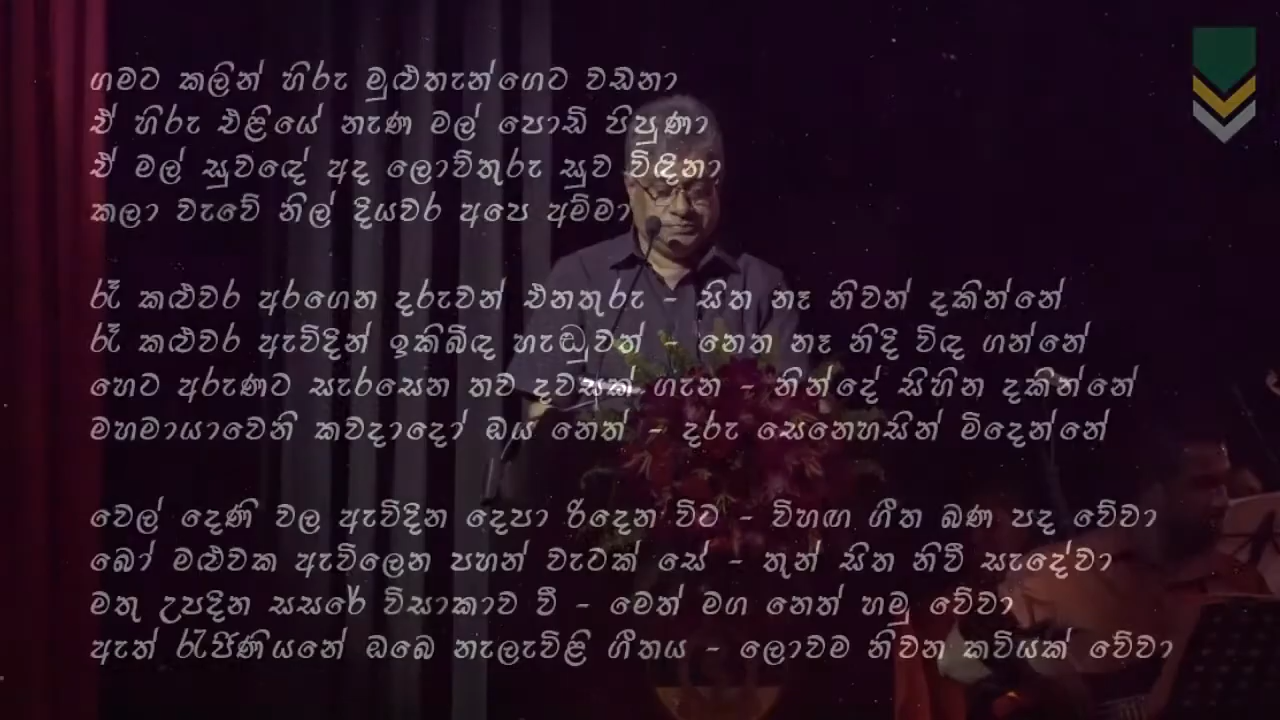 ගමට කලින් හිරු මුළුතැන්ගෙට වඩනා
ඒ හිරු එළියේ නැණ මල් පොඩි පිපුණා
ඒ මල් සුවඳේ අද ලොව්තුරු සුව විඳිනා
කලා වැවේ නිල් දියවර අපෙ අම්මා
රෑ කළුවර අරගෙන දරුවන් එනතුරු - සිත නෑ නිවන් දකින්නේ
රෑ කළුවර ඇවිදින් ඉකිබිඳ හැඬුවත් - නෙත නෑ නිදි විඳ ගන්නේ
හෙට අරුණට සැරසෙන තව දවසක් ගැන - නින්දේ සිහින දකින්නේ
මහමායාවෙනි කවදාදෝ ඔය නෙත් - දරු සෙනෙහසින් මිදෙන්නේ
වෙල් දෙණි වල ඇවිදින දෙපා රිදෙන විට - විහඟ ගීත බණ පද වේවා
බෝ මළුවක ඇවිලෙන පහන් වැටක් සේ - තුන් සිත නිවී සැදේවා
මතු උපදින සසරේ විසාකාව වී - මෙත් මග නෙත් හමු වේවා
ඇත් රැජිණියනේ ඔබෙ නැලැවිළි ගීතය - ලොවම නිවන කවියක් වේවා